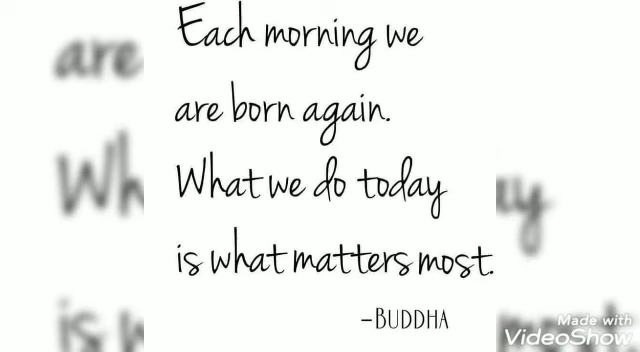 Each morning we
are born again.
What we do today
is what matters most.
-BUDDHA
Made with
VideoShow